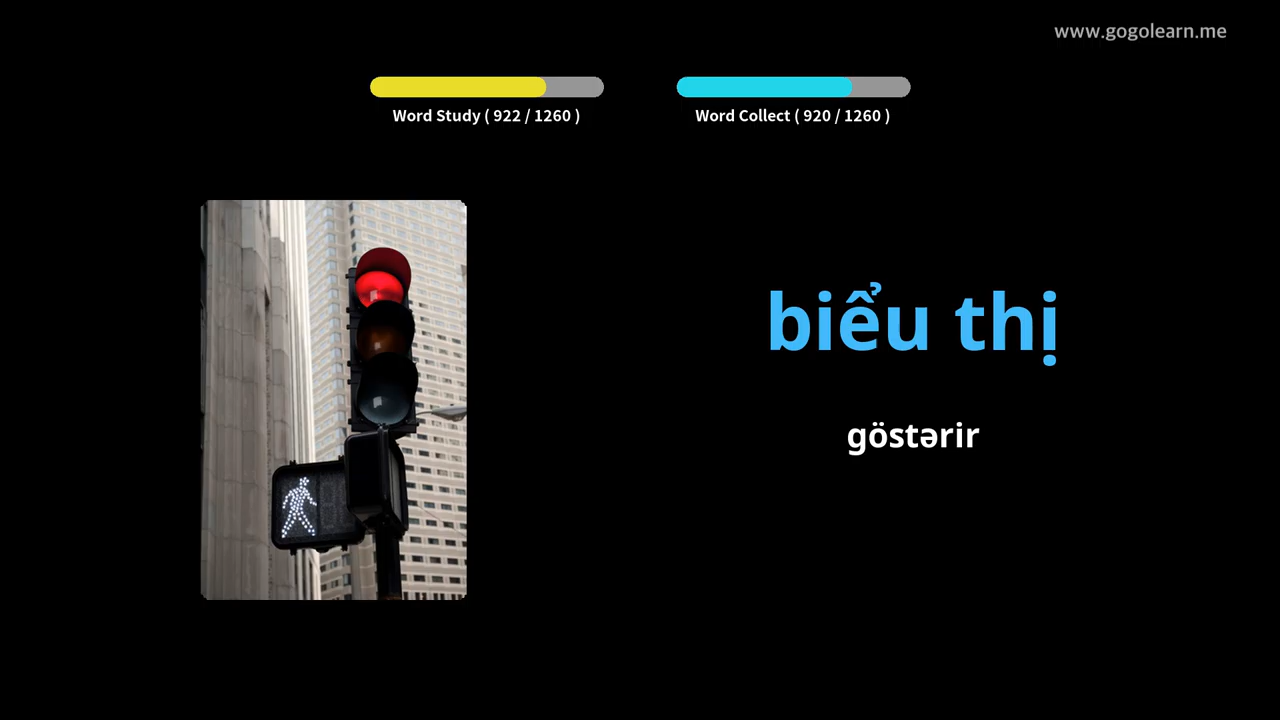 www.gogolearn.me
Word Study ( 922 / 1260 )
Word Collect ( 920 / 1260 )
biểu thị
göstərir